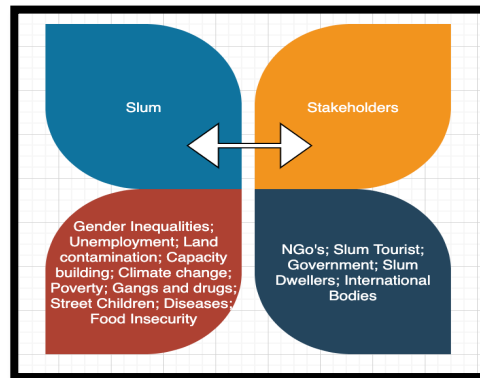 Slum
Stakeholders
Gender Inequalities;
Unemployment; Land
contamination; Capacity
building; Climate change;
Poverty; Gangs and drugs;
Street Children; Diseases;
Food Insecurity
NGo's; Slum Tourist;
Government; Slum
Dwellers; International
Bodies